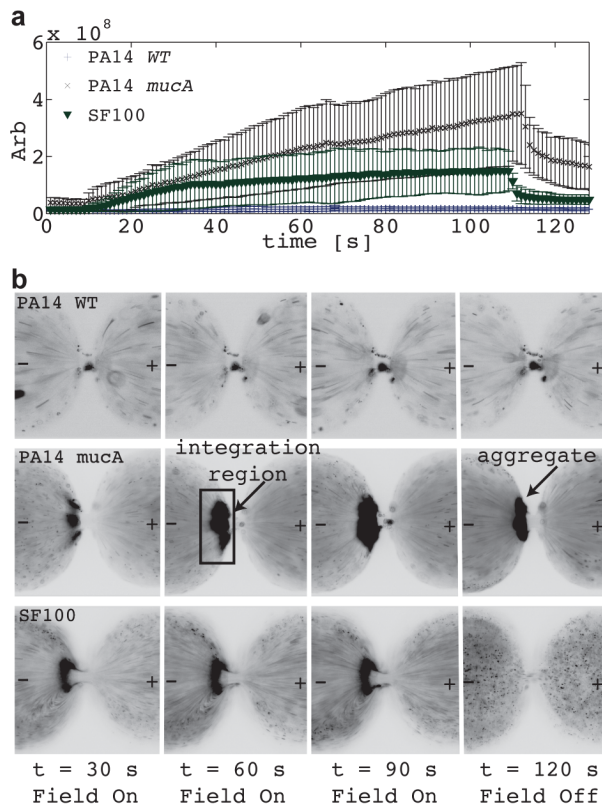 a
x 10^8
6
4
2
0
Arb
+ PA14 WT
× PA14 mucA
▼ SF100
0 20 40 60 80 100 120
time [s]
b
PA14 WT
- + - + - + - +
PA14 mucA
integration
region
aggregate
- + - + - + - +
SF100
- + - + - + - +
t = 30 s t = 60 s t = 90 s t = 120 s
Field On Field On Field On Field Off